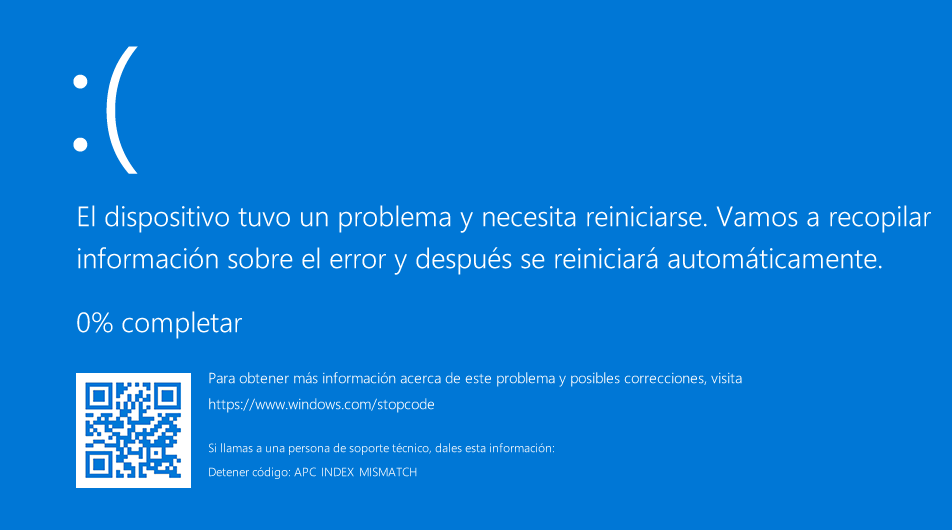 :(
El dispositivo tuvo un problema y necesita reiniciarse. Vamos a recopilar
información sobre el error y después se reiniciará automáticamente.
0% completar
Para obtener más información acerca de este problema y posibles correcciones, visita
https://www.windows.com/stopcode
Si llamas a una persona de soporte técnico, dales esta información:
Detener código: APC INDEX MISMATCH